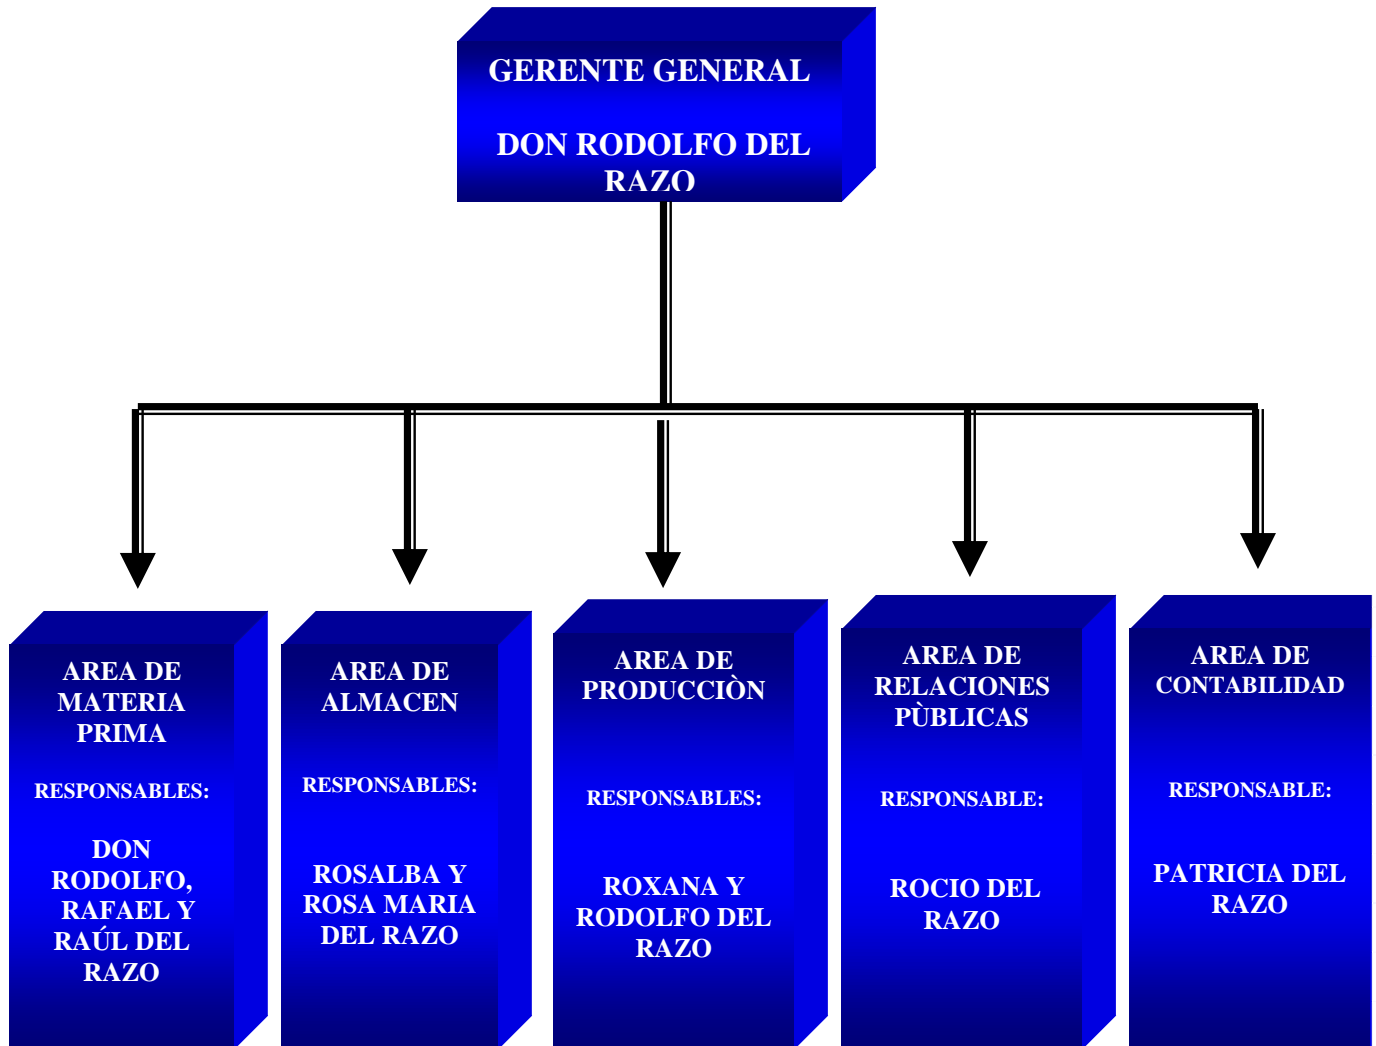 GERENTE GENERAL
DON RODOLFO DEL
RAZO
AREA DE
MATERIA
PRIMA
RESPONSABLES:
DON
RODOLFO,
RAFAEL Y
RAÚL DEL
RAZO
AREA DE
ALMACEN
RESPONSABLES:
ROSALBA Y
ROSA MARIA
DEL RAZO
AREA DE
PRODUCCIÒN
RESPONSABLES:
ROXANA Y
RODOLFO DEL
RAZO
AREA DE
RELACIONES
PÙBLICAS
RESPONSABLE:
ROCIO DEL
RAZO
AREA DE
CONTABILIDAD
RESPONSABLE:
PATRICIA DEL
RAZO